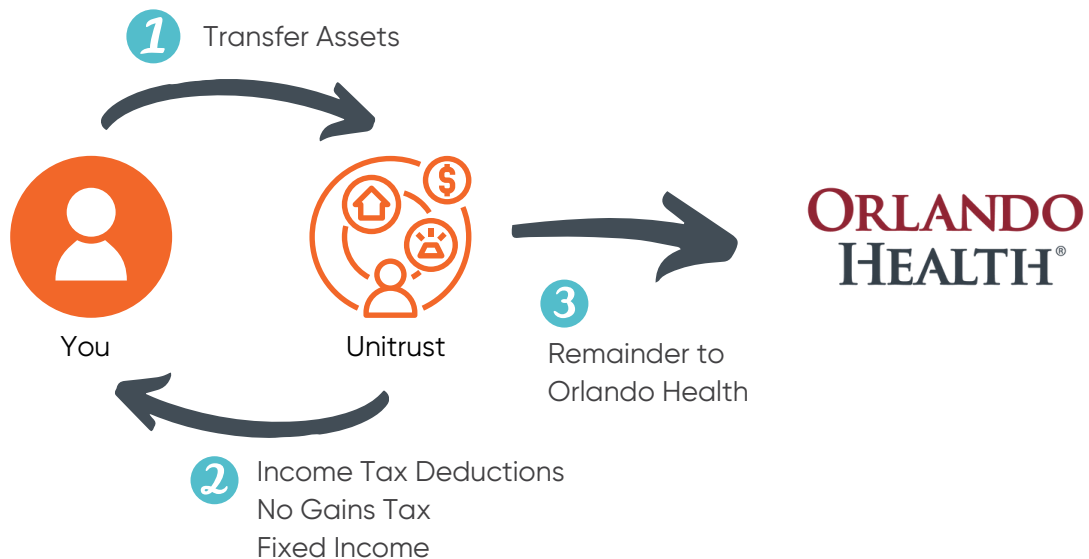 1 Transfer Assets
$
You
Unitrust
ORLANDO
HEALTH®
3
Remainder to
Orlando Health
2 Income Tax Deductions
No Gains Tax
Fixed Income